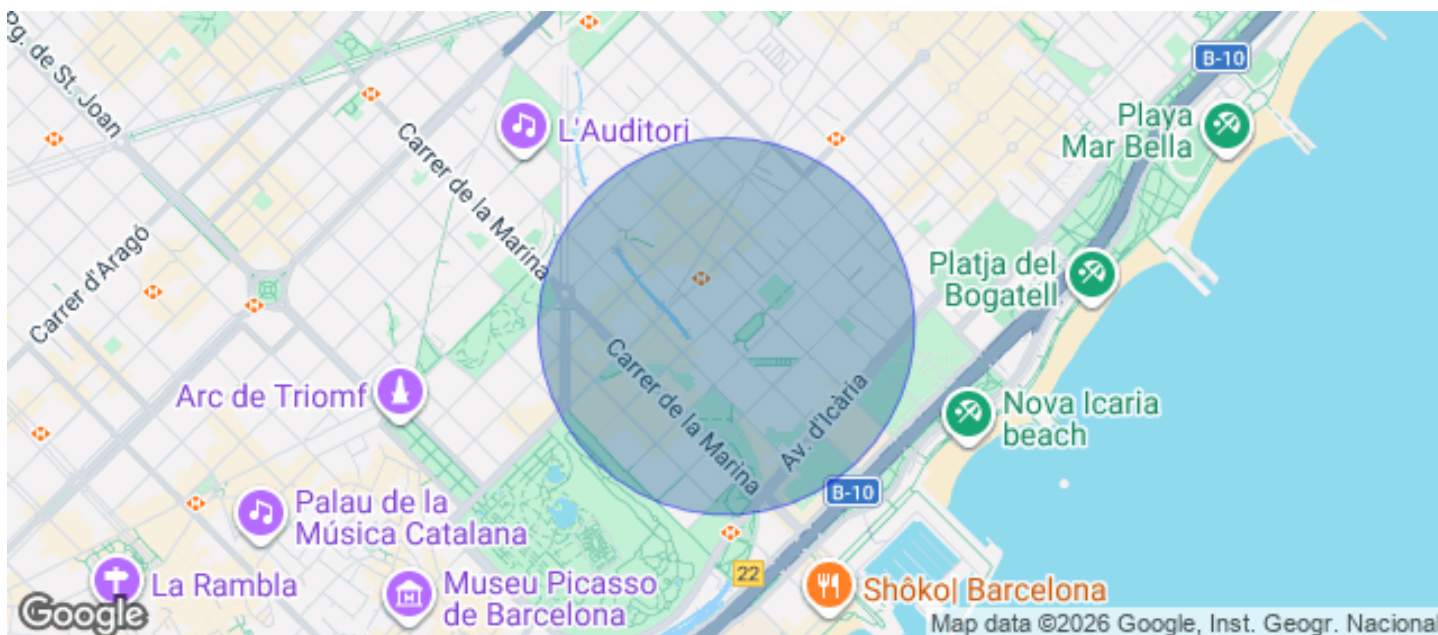 B-10
Playa
Mar Bella
Pg. de St. Joan
L'Auditori
Carrer de la Marina
Carrer d'Aragó
Platja del
Bogatell
Arc de Triomf
Carrer de la Marina
Av. d'Icària
Nova Icaria
beach
B-10
Palau de la
Música Catalana
La Rambla
Museu Picasso
de Barcelona
22
Shôko| Barcelona
Google
Map data ©2026 Google, Inst. Geogr. Nacional